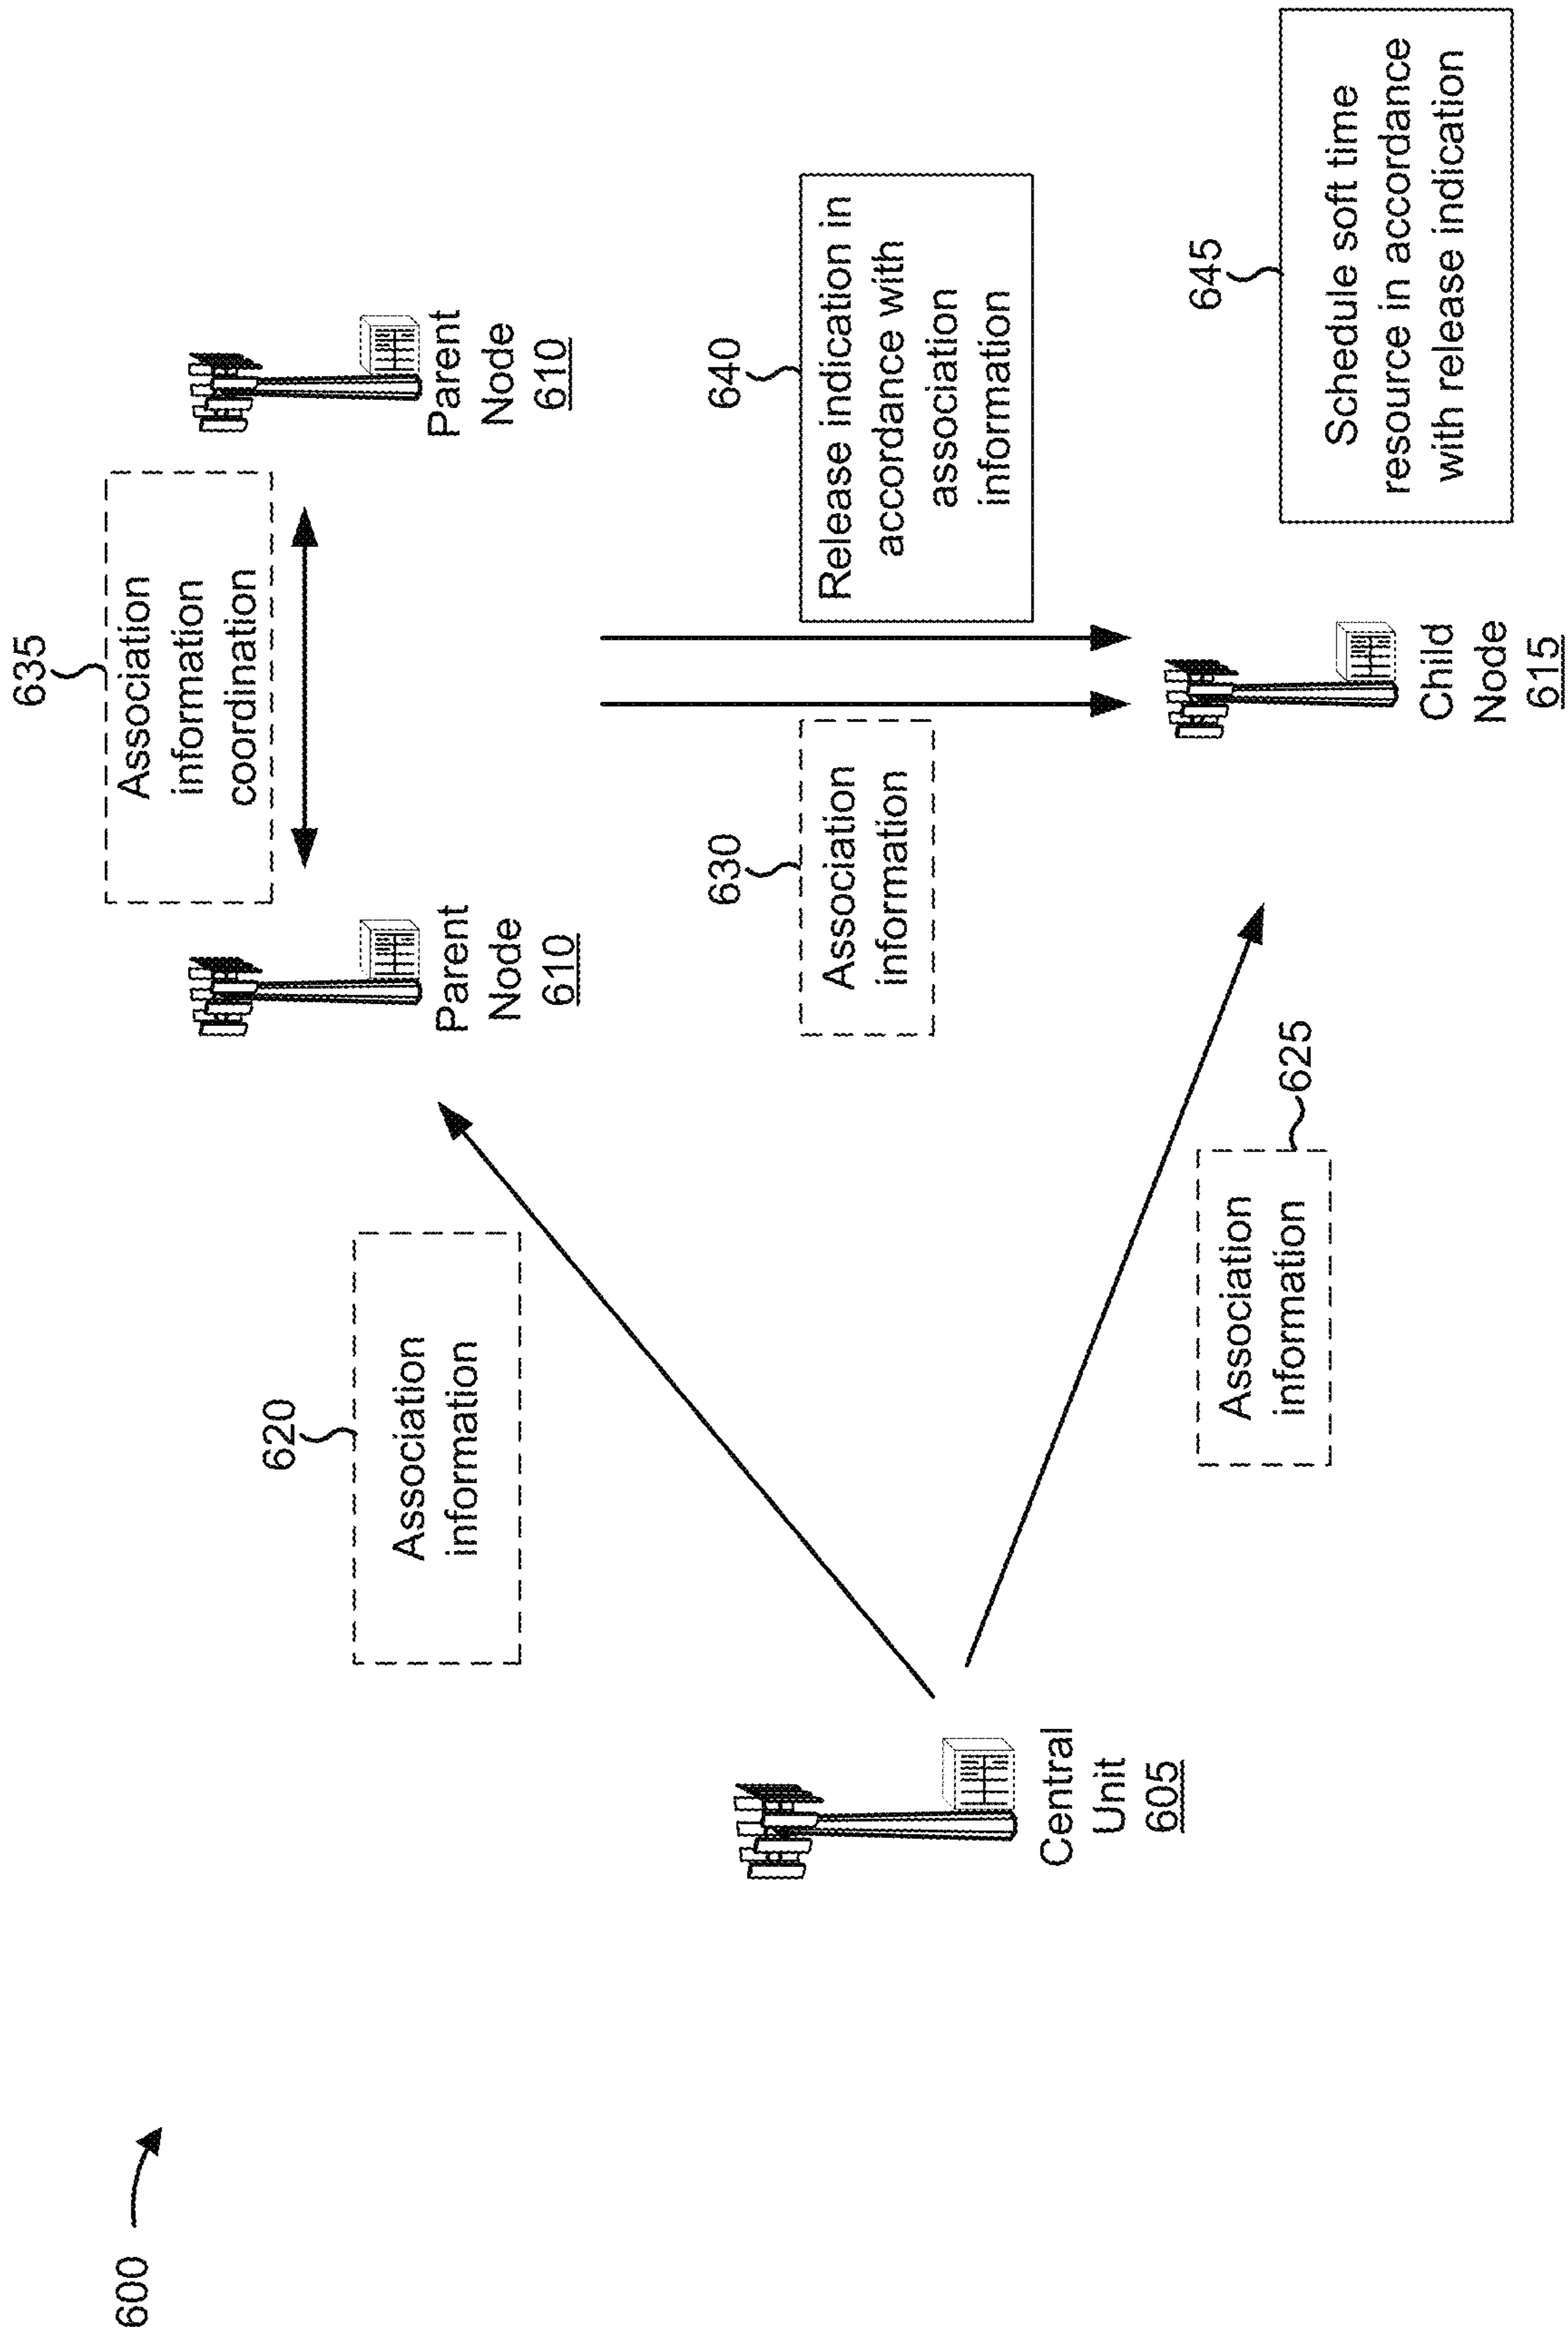 600
635
Association
information
coordination
Parent
Node
610
Parent
Node
610
620
Association
information
630
Association
information
640
Release indication in
accordance with
association
information
Central
Unit
605
625
Association
information
Child
Node
615
645
Schedule soft time
resource in accordance
with release indication